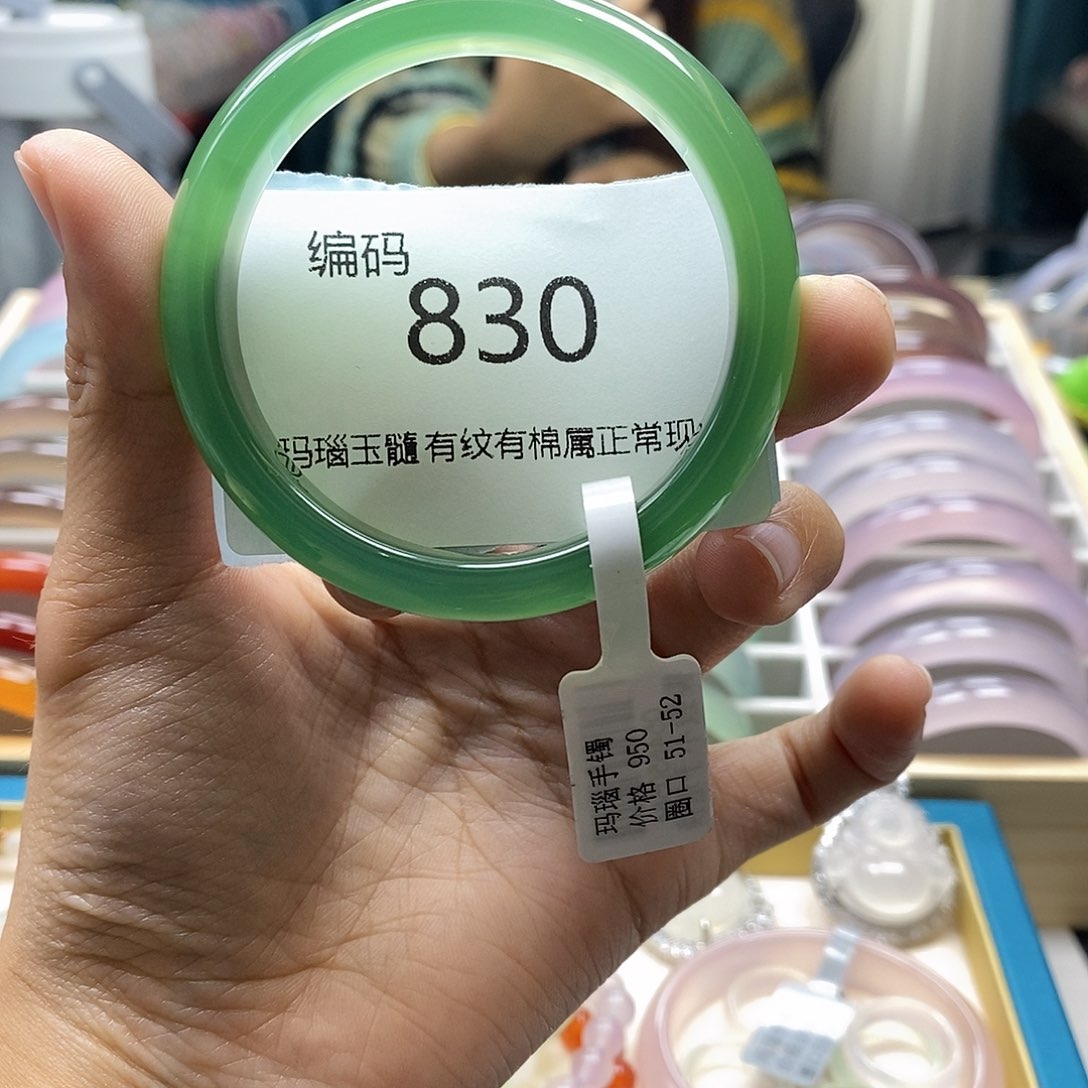 编码
830
玛瑙玉髓有纹有棉属正常现
玛瑙手镯
价格 950
圈口 51-52